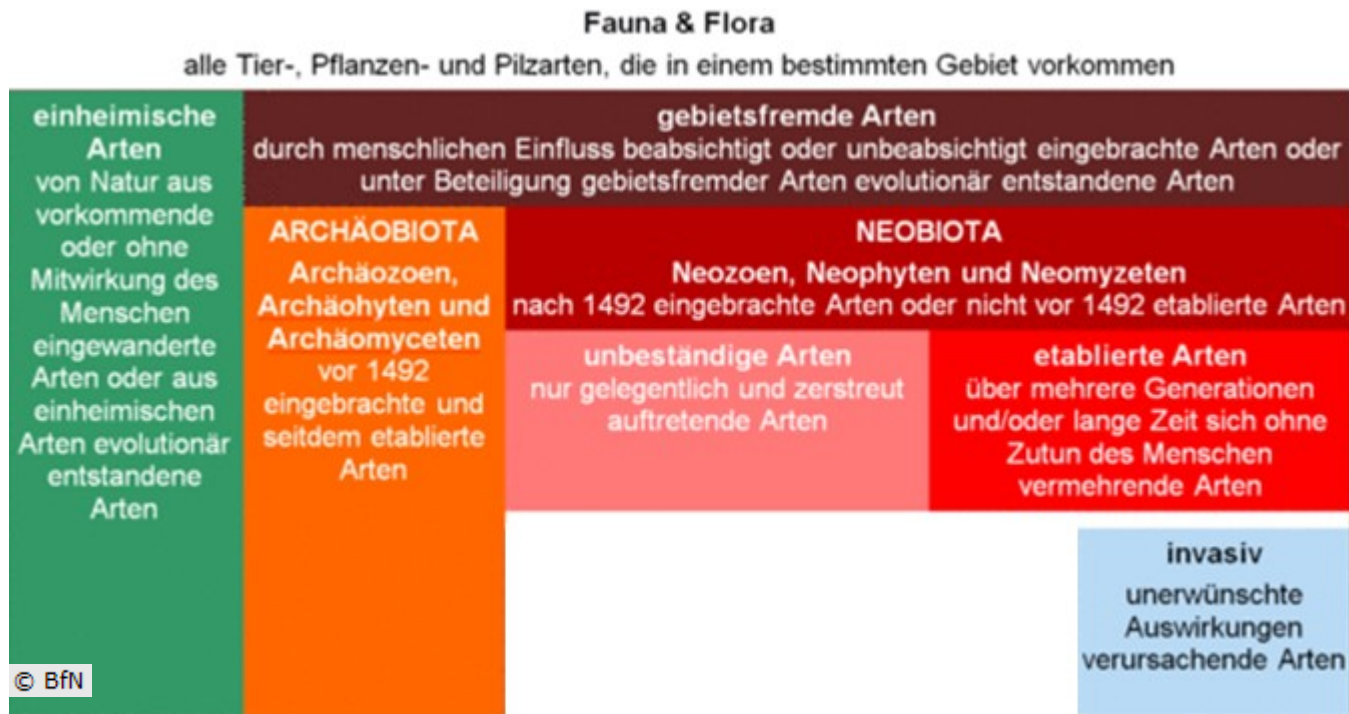 Fauna & Flora
alle Tier-, Pflanzen- und Pilzarten, die in einem bestimmten Gebiet vorkommen
einheimische
Arten
von Natur aus
vorkommende
oder ohne
Mitwirkung des
Menschen
eingewanderte
Arten oder aus
einheimischen
Arten evolutionär
entstandene
Arten
gebietsfremde Arten
durch menschlichen Einfluss beabsichtigt oder unbeabsichtigt eingebrachte Arten oder
unter Beteiligung gebietsfremder Arten evolutionär entstandene Arten
ARCHÄOBIOTA
Archäozoen,
Archäohyten und
Archäomyceten
vor 1492
eingebrachte und
seitdem etablierte
Arten
NEOBIOTA
Neozoen, Neophyten und Neomyzeten
nach 1492 eingebrachte Arten oder nicht vor 1492 etablierte Arten
unbeständige Arten
nur gelegentlich und zerstreut
auftretende Arten
etablierte Arten
über mehrere Generationen
und/oder lange Zeit sich ohne
Zutun des Menschen
vermehrende Arten
invasiv
unerwünschte
Auswirkungen
verursachende Arten
© BfN